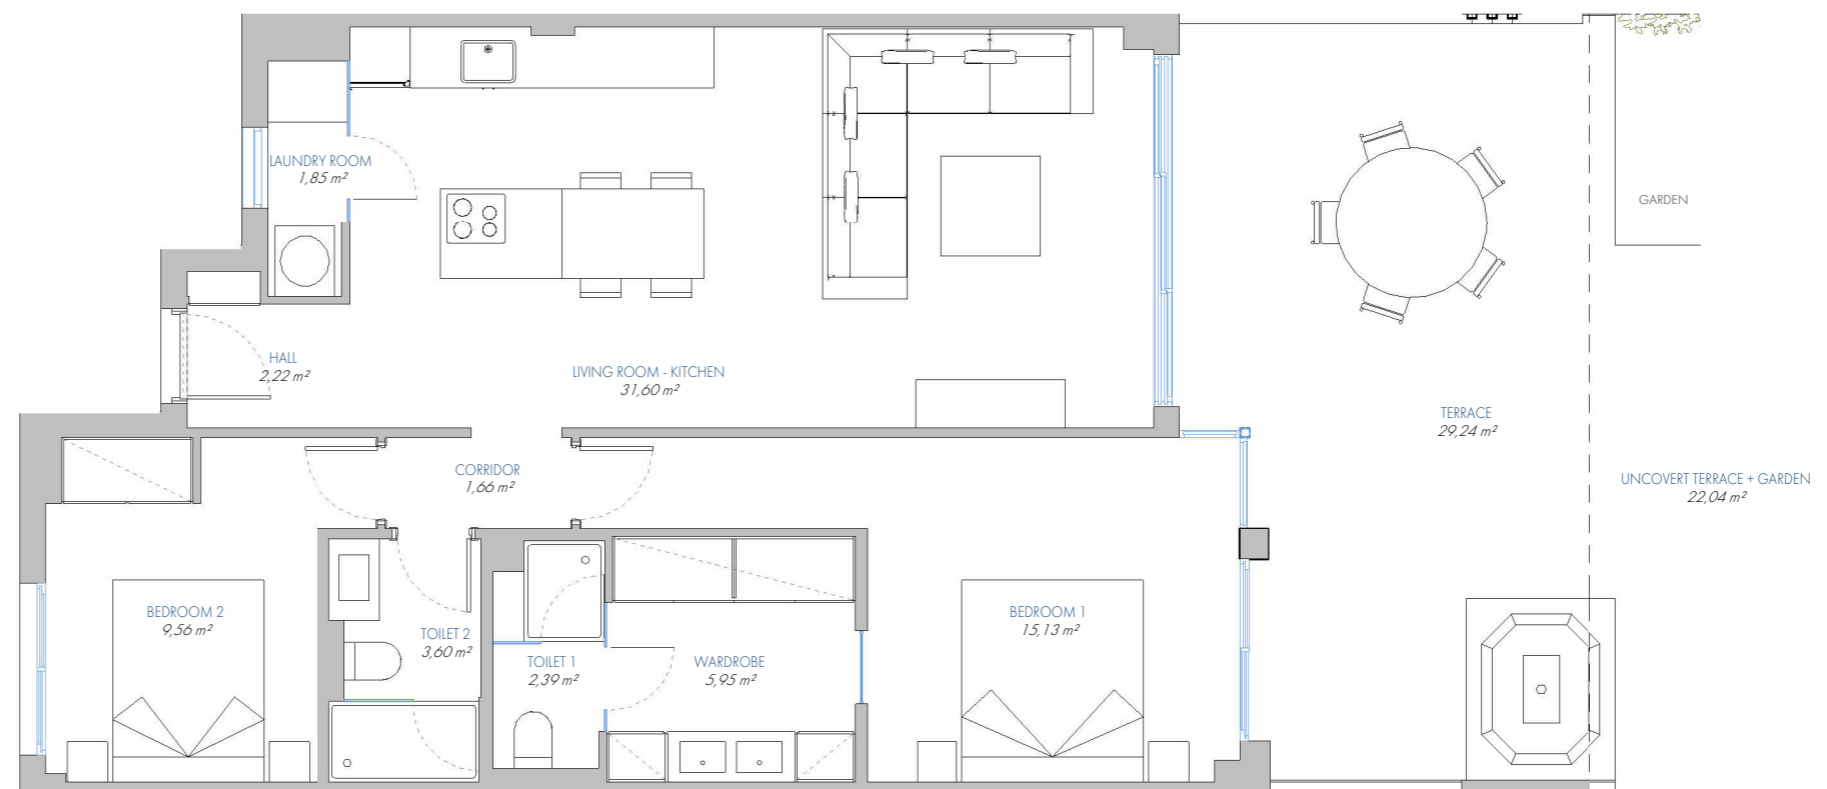 LAUNDRY ROOM
1,85 m²
GARDEN
HALL
2,22 m²
LIVING ROOM - KITCHEN
31,60 m²
TERRACE
29,24 m²
CORRIDOR
1,66 m²
UNCOVERT TERRACE + GARDEN
22,04 m²
BEDROOM 2
9,56 m²
TOILET 2
3,60 m²
TOILET 1
2,39 m²
WARDROBE
5,95 m²
BEDROOM 1
15,13 m²